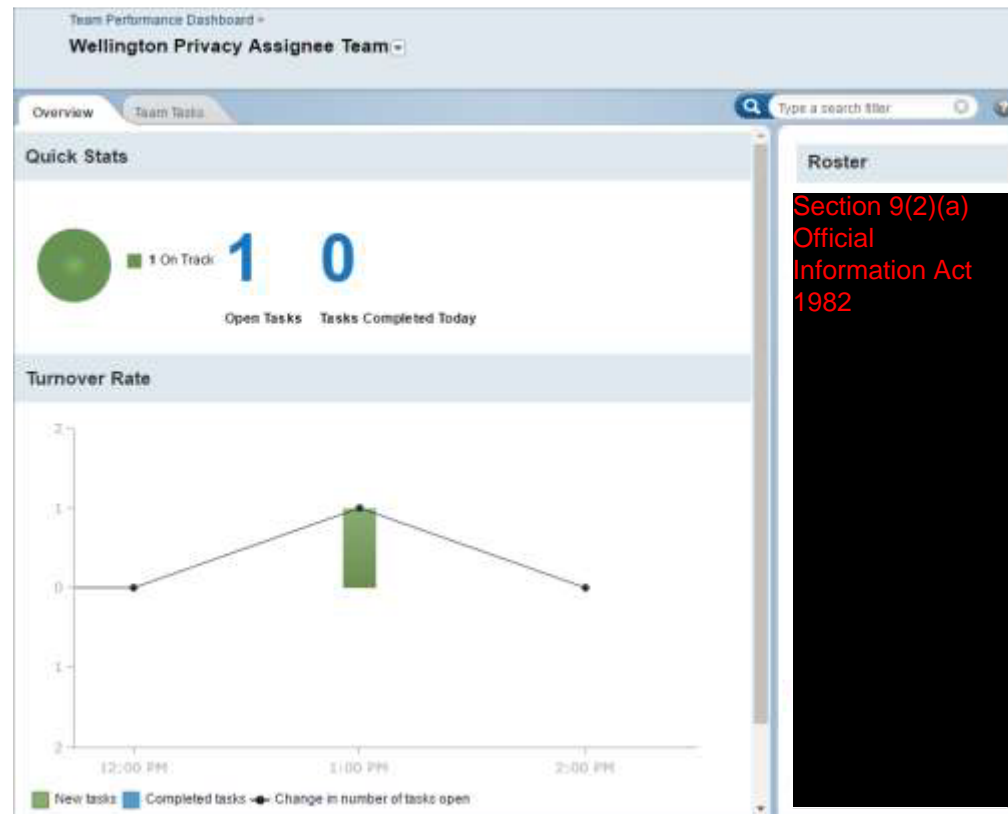 Team Performance Dashboard
Wellington Privacy Assignee Team
Overview
Team Tasks
Type a search filter
Quick Stats
Roster
Section 9(2)(a)
Official
Information Act
1982
1 On Track
1
0
Open Tasks
Tasks Completed Today
Turnover Rate
2
1
0
1
2
12:00 PM
1:00 PM
2:00 PM
New tasks
Completed tasks
Change in number of tasks open